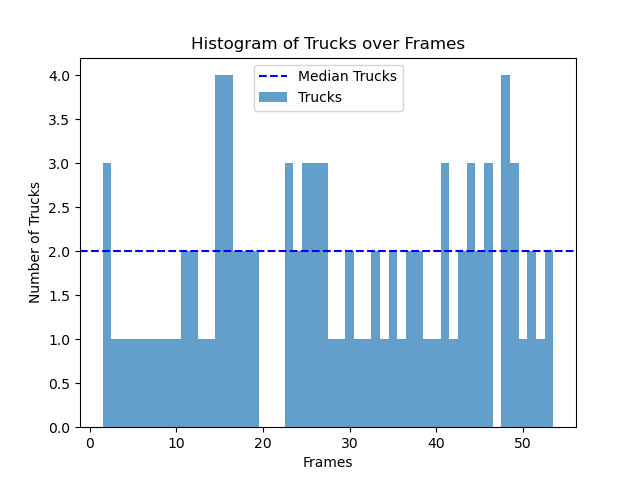 Histogram of Trucks over Frames
Median Trucks
Trucks
4.0
3.5
3.0
2.5
2.0
1.5
1.0
0.5
0.0
Number of Trucks
0 10 20 30 40 50
Frames